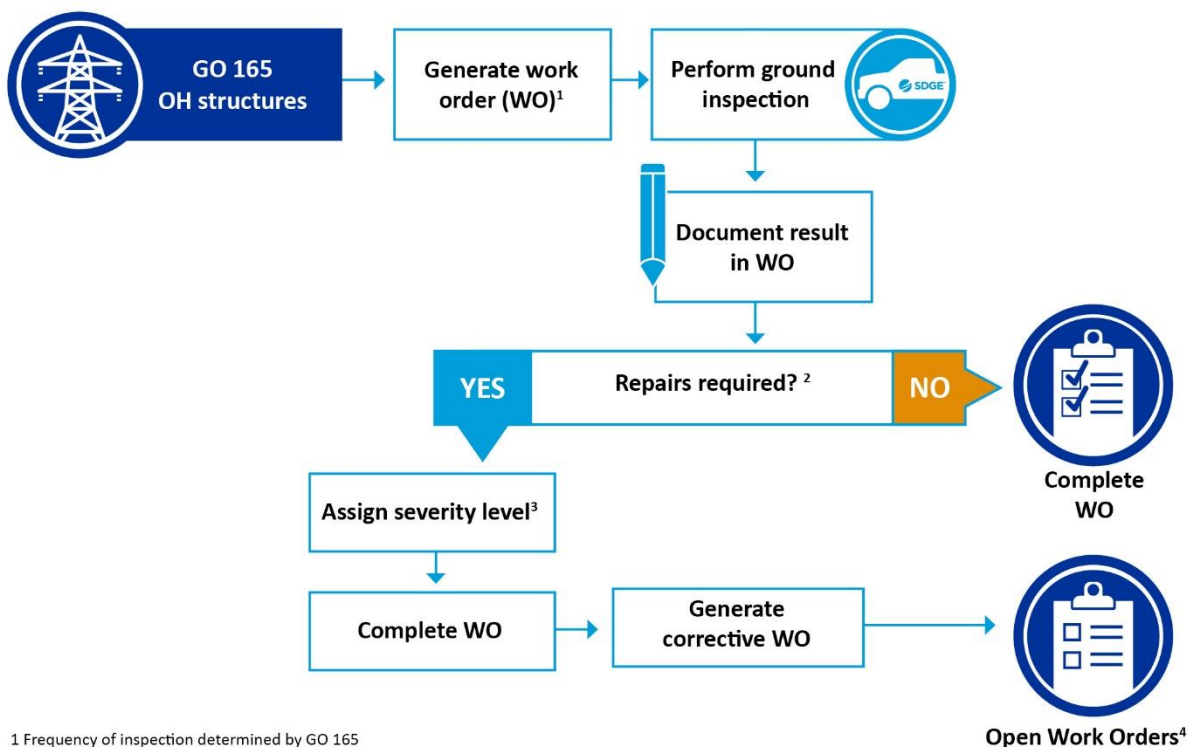 GO 165
OH structures
Generate work
order (WO)¹
Perform ground
inspection
SDGE
Document result
in WO
YES
Repairs required? ²
NO
Complete
WO
Assign severity level³
Complete WO
Generate
corrective WO
Open Work Orders⁴
1 Frequency of inspection determined by GO 165